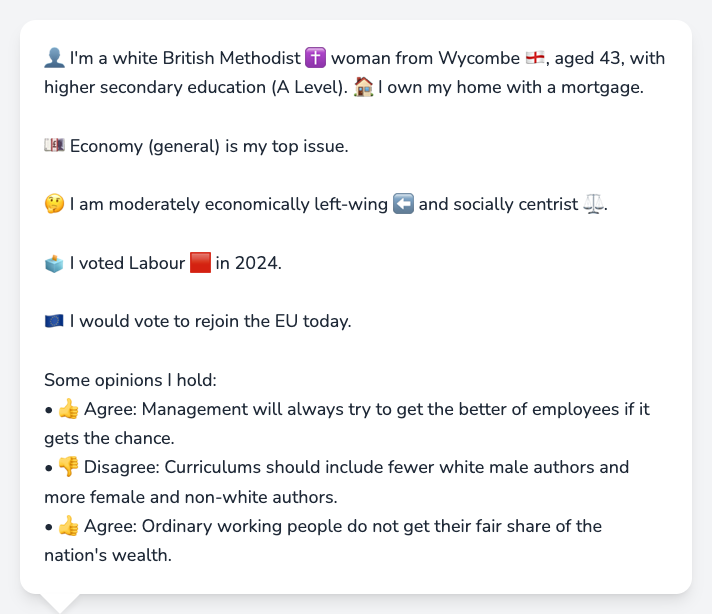 👤 I'm a white British Methodist ✝️ woman from Wycombe 🏴󠁧󠁢󠁥󠁮󠁧󠁿, aged 43, with
higher secondary education (A Level). 🏠 I own my home with a mortgage.
💷 Economy (general) is my top issue.
🤔 I am moderately economically left-wing ⬅️ and socially centrist ⚖️.
🗳️ I voted Labour 🟥 in 2024.
🇪🇺 I would vote to rejoin the EU today.
Some opinions I hold:
• 👍 Agree: Management will always try to get the better of employees if it
gets the chance.
• 👎 Disagree: Curriculums should include fewer white male authors and
more female and non-white authors.
• 👍 Agree: Ordinary working people do not get their fair share of the
nation's wealth.